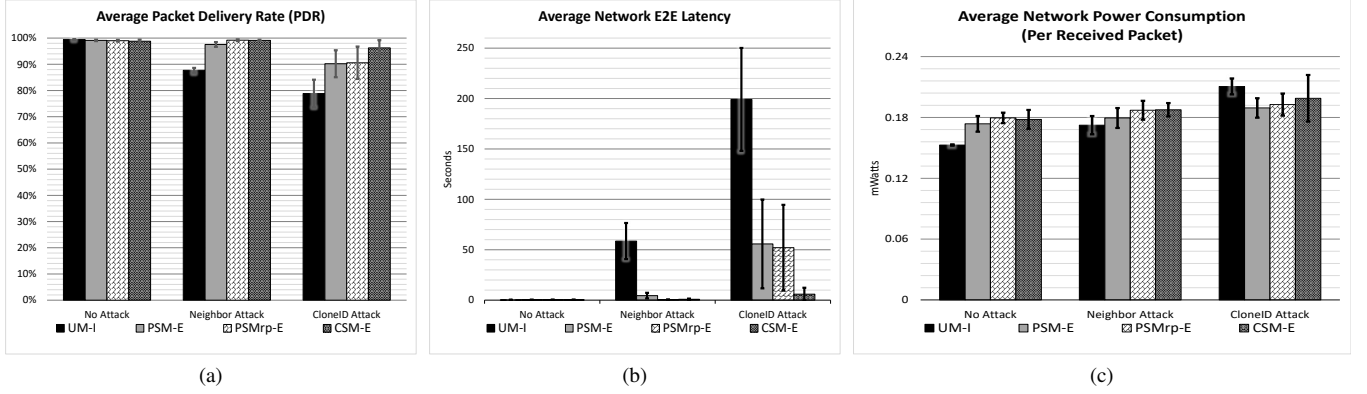 Average Packet Delivery Rate (PDR)
100%
90%
80%
70%
60%
50%
40%
30%
20%
10%
0%
No Attack Neighbor Attack CloneID Attack
UM-I PSM-E PSMrp-E CSM-E
(a)
Average Network E2E Latency
Seconds
250
200
150
100
50
0
No Attack Neighbor Attack CloneID Attack
UM-I PSM-E PSMrp-E CSM-E
(b)
Average Network Power Consumption
(Per Received Packet)
mWatts
0.24
0.18
0.12
0.06
0
No Attack Neighbor Attack CloneID Attack
UM-I PSM-E PSMrp-E CSM-E
(c)